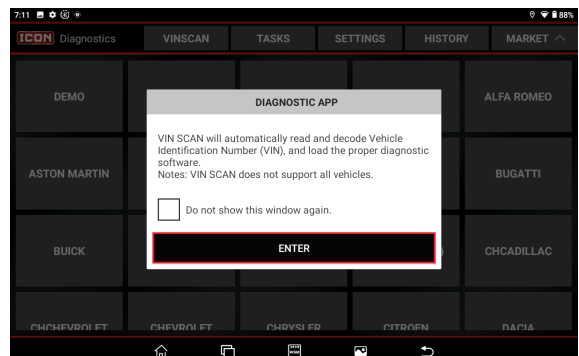 7:11 88%
ICON Diagnostics VINSCAN TASKS SETTINGS HISTORY MARKET
DEMO ALFA ROMEO
DIAGNOSTIC APP
VIN SCAN will automatically read and decode Vehicle
Identification Number (VIN), and load the proper diagnostic
software.
Notes: VIN SCAN does not support all vehicles.
ASTON MARTIN BUGATTI
Do not show this window again.
ENTER
BUICK CHCADILLAC
CHCHEVROLET CHEVROLET CHRYSLER CITROEN DACIA